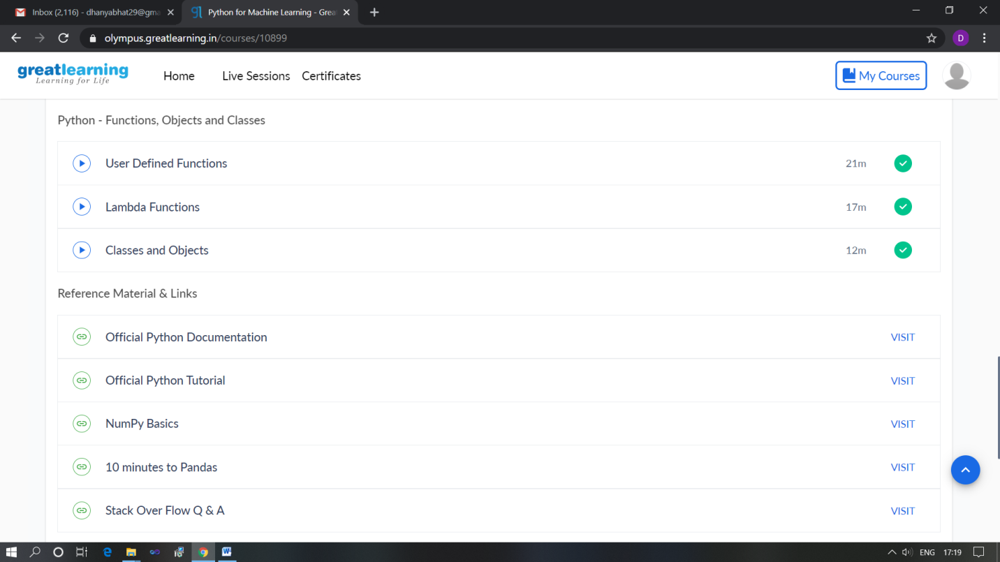 Inbox (2,116) - dhanyabhat29@gma
Python for Machine Learning - Grea
olympus.greatlearning.in/courses/10899
D
greatlearning
Learning for Life
Home
Live Sessions
Certificates
My Courses
Python - Functions, Objects and Classes
User Defined Functions 21m
Lambda Functions 17m
Classes and Objects 12m
Reference Material & Links
Official Python Documentation VISIT
Official Python Tutorial VISIT
NumPy Basics VISIT
10 minutes to Pandas VISIT
Stack Over Flow Q & A VISIT
ENG 17:19